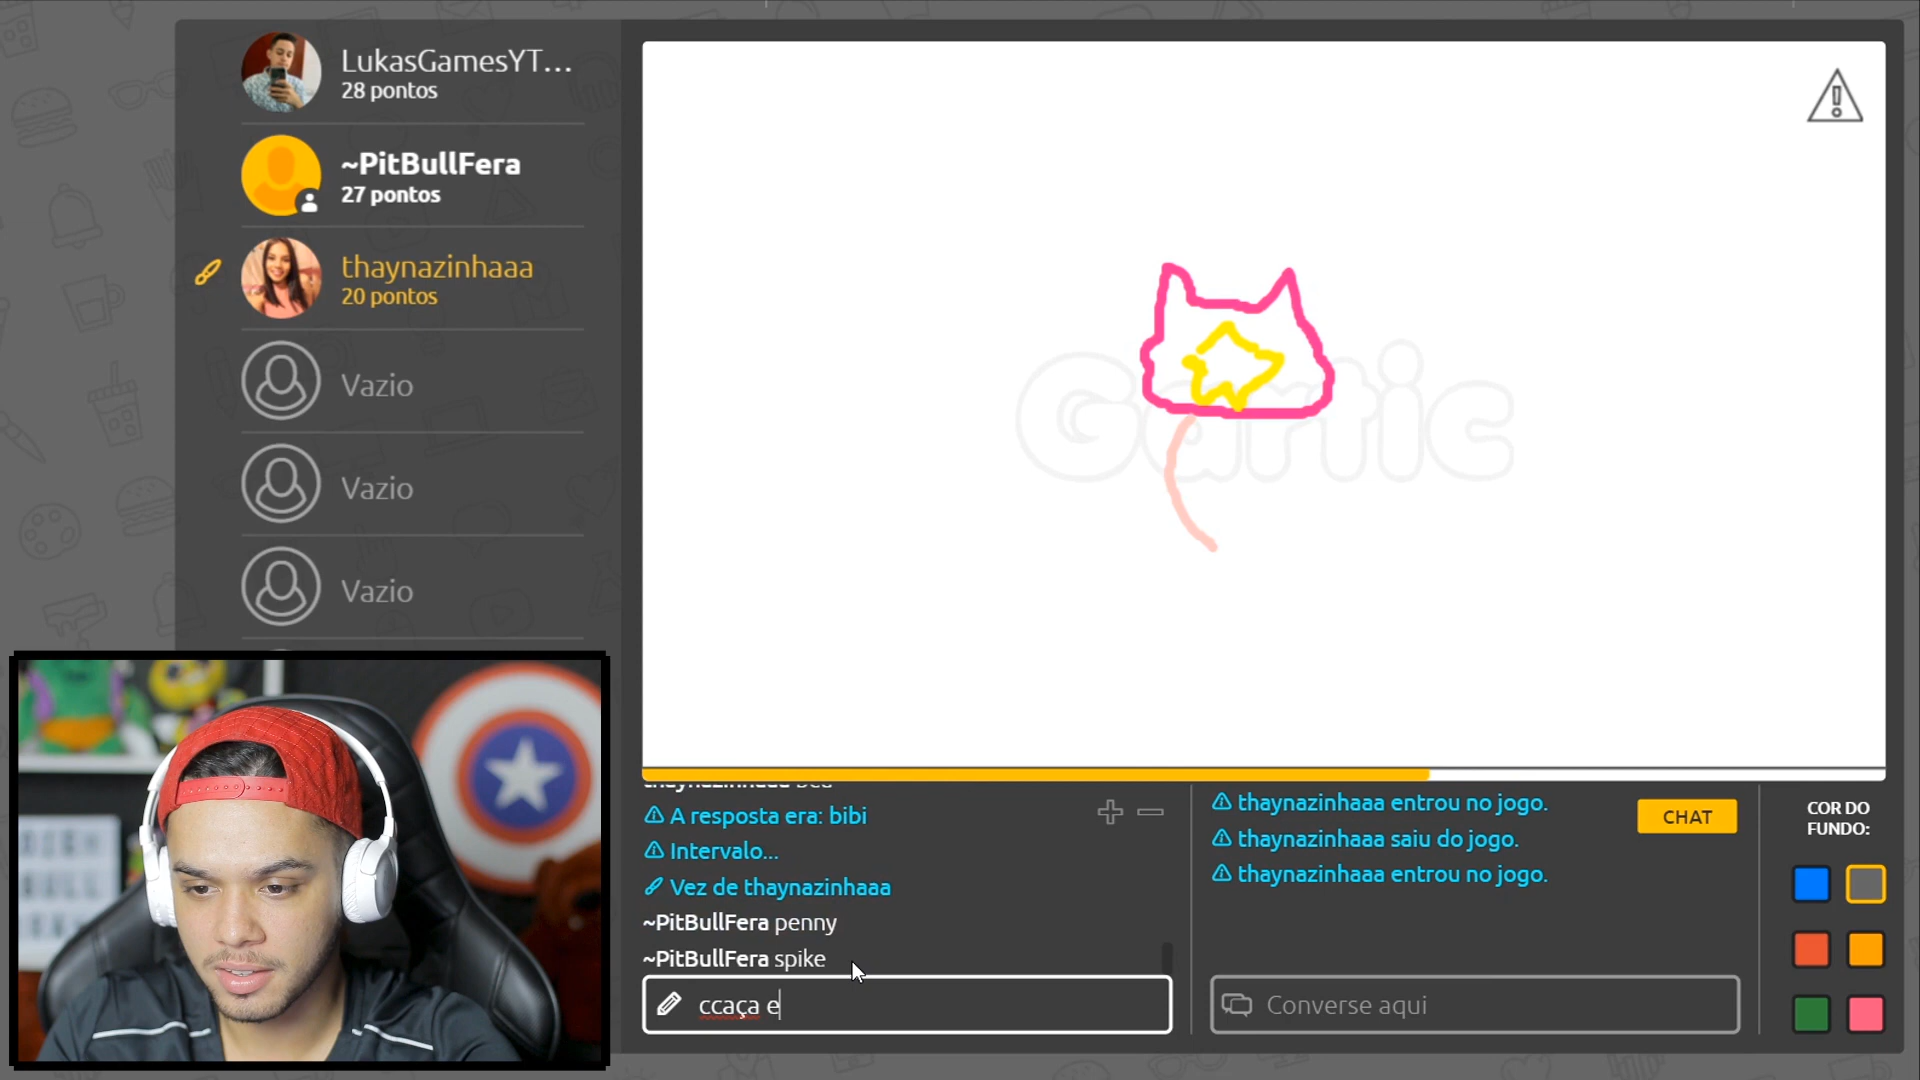 LukasGamesYT...
28 pontos
~PitBullFera
27 pontos
thaynazinhaaa
20 pontos
Vazio
Vazio
Vazio
Gartic
A resposta era: bibi
Intervalo...
Vez de thaynazinhaaa
~PitBullFera penny
~PitBullFera spike
ccaça e
thaynazinhaaa entrou no jogo.
thaynazinhaaa saiu do jogo.
thaynazinhaaa entrou no jogo.
CHAT
Converse aqui
COR DO
FUNDO: